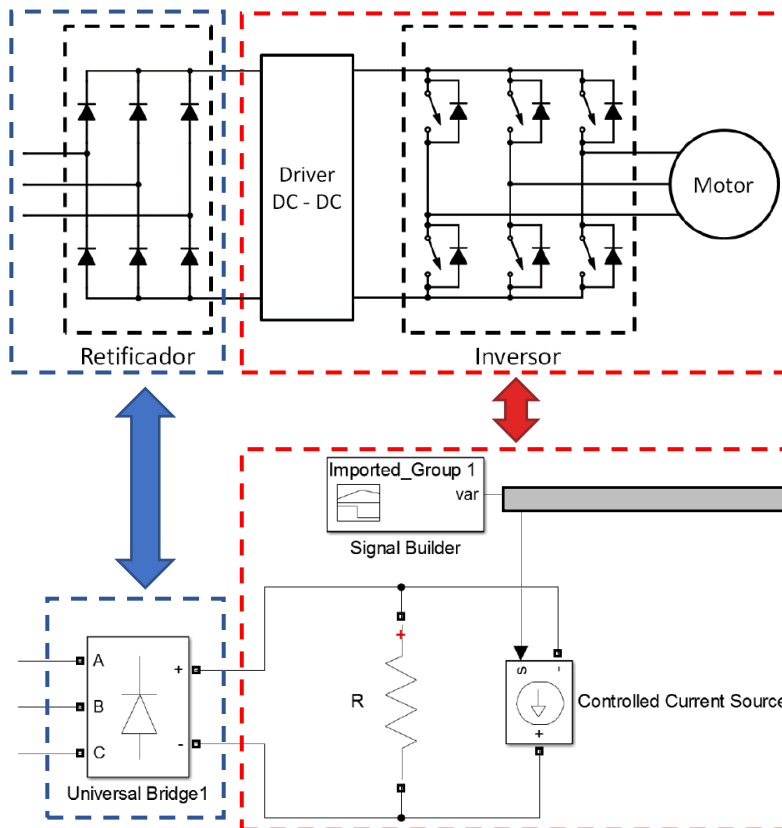 Driver
DC - DC
Motor
Retificador
Inversor
Imported_Group 1
var
Signal Builder
A
B
C
+
-
Universal Bridge1
+
R
s
-
+
Controlled Current Source